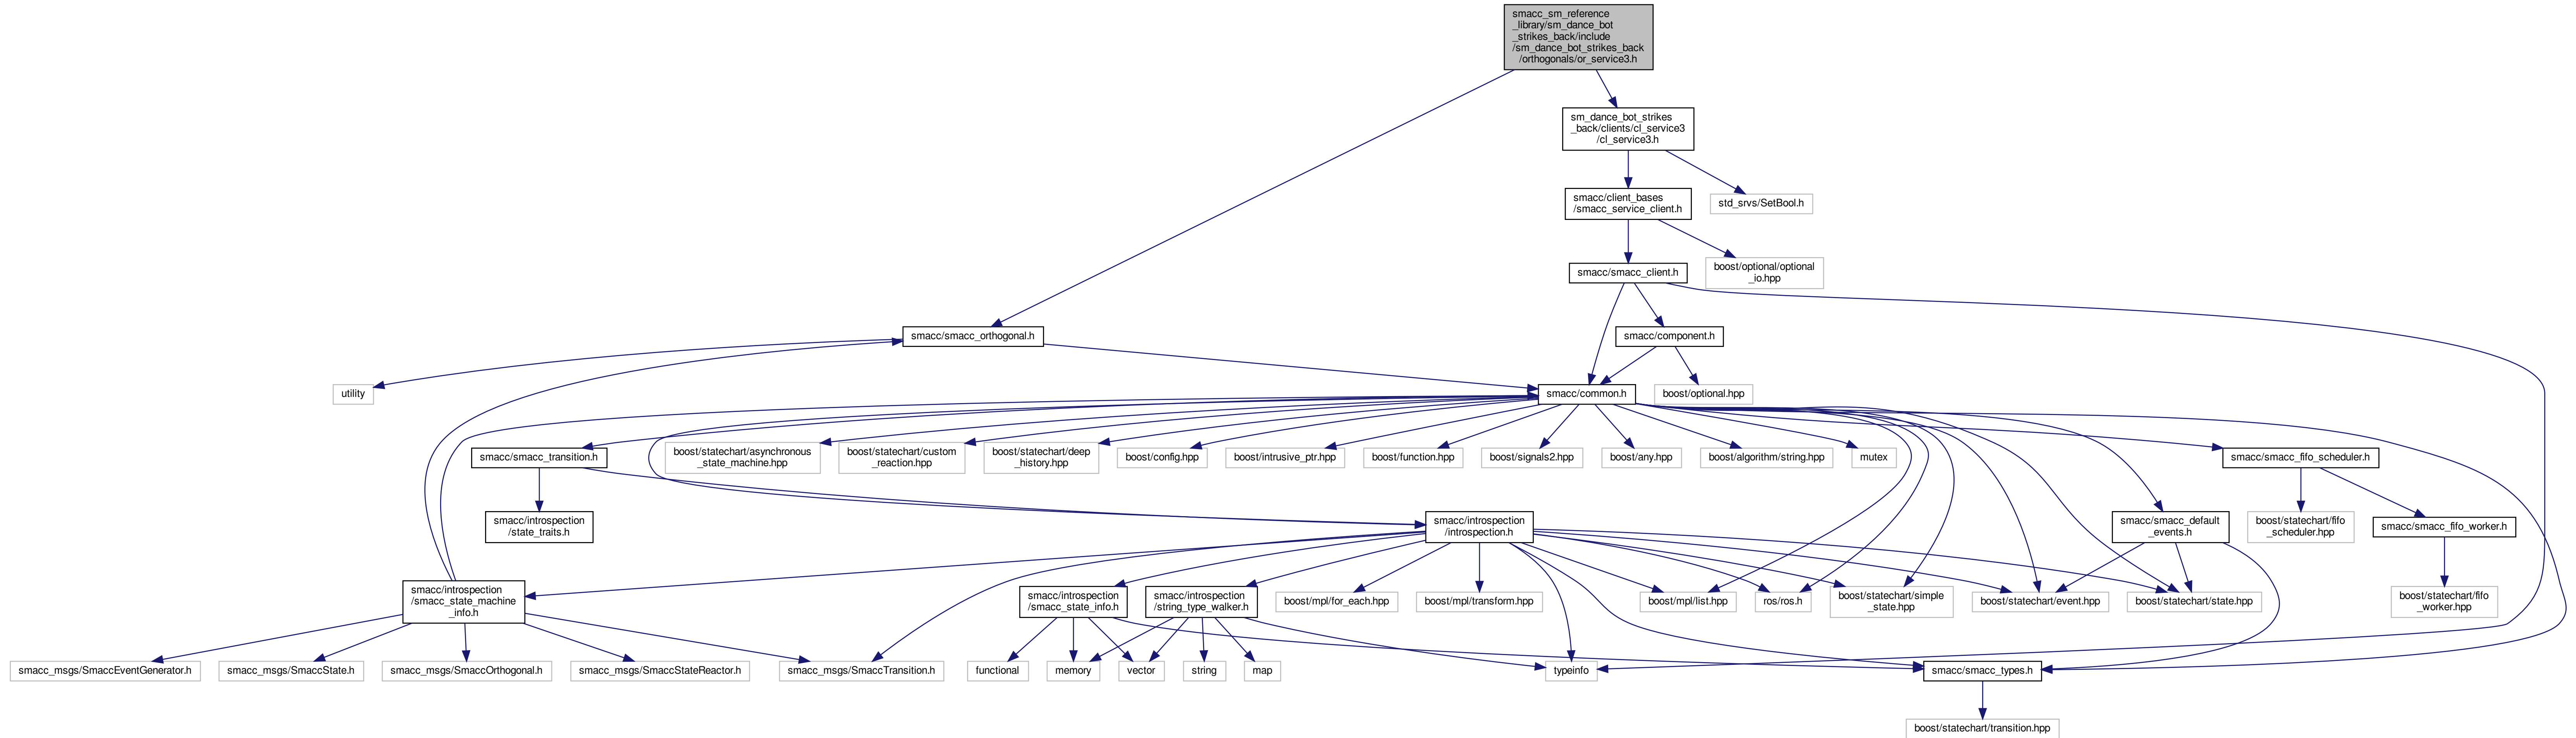 smacc_sm_reference
_library/sm_dance_bot
_strikes_back/include
/sm_dance_bot_strikes_back
/orthogonals/or_service3.h
sm_dance_bot_strikes
_back/clients/cl_service3
/cl_service3.h
smacc/client_bases
/smacc_service_client.h
std_srvs/SetBool.h
smacc/smacc_client.h
boost/optional/optional
_io.hpp
smacc/smacc_orthogonal.h
smacc/component.h
utility
smacc/common.h
boost/optional.hpp
smacc/smacc_transition.h
boost/statechart/asynchronous
_state_machine.hpp
boost/statechart/custom
_reaction.hpp
boost/statechart/deep
_history.hpp
boost/config.hpp
boost/intrusive_ptr.hpp
boost/function.hpp
boost/signals2.hpp
boost/any.hpp
boost/algorithm/string.hpp
mutex
smacc/smacc_fifo_scheduler.h
smacc/introspection
/state_traits.h
smacc/introspection
/introspection.h
smacc/smacc_default
_events.h
boost/statechart/fifo
_scheduler.hpp
smacc/smacc_fifo_worker.h
smacc/introspection
/smacc_state_machine
_info.h
smacc/introspection
/smacc_state_info.h
smacc/introspection
/string_type_walker.h
boost/mpl/for_each.hpp
boost/mpl/transform.hpp
boost/mpl/list.hpp
ros/ros.h
boost/statechart/simple
_state.hpp
boost/statechart/event.hpp
boost/statechart/state.hpp
boost/statechart/fifo
_worker.hpp
smacc_msgs/SmaccEventGenerator.h
smacc_msgs/SmaccState.h
smacc_msgs/SmaccOrthogonal.h
smacc_msgs/SmaccStateReactor.h
smacc_msgs/SmaccTransition.h
functional
memory
vector
string
map
typeinfo
smacc/smacc_types.h
boost/statechart/transition.hpp